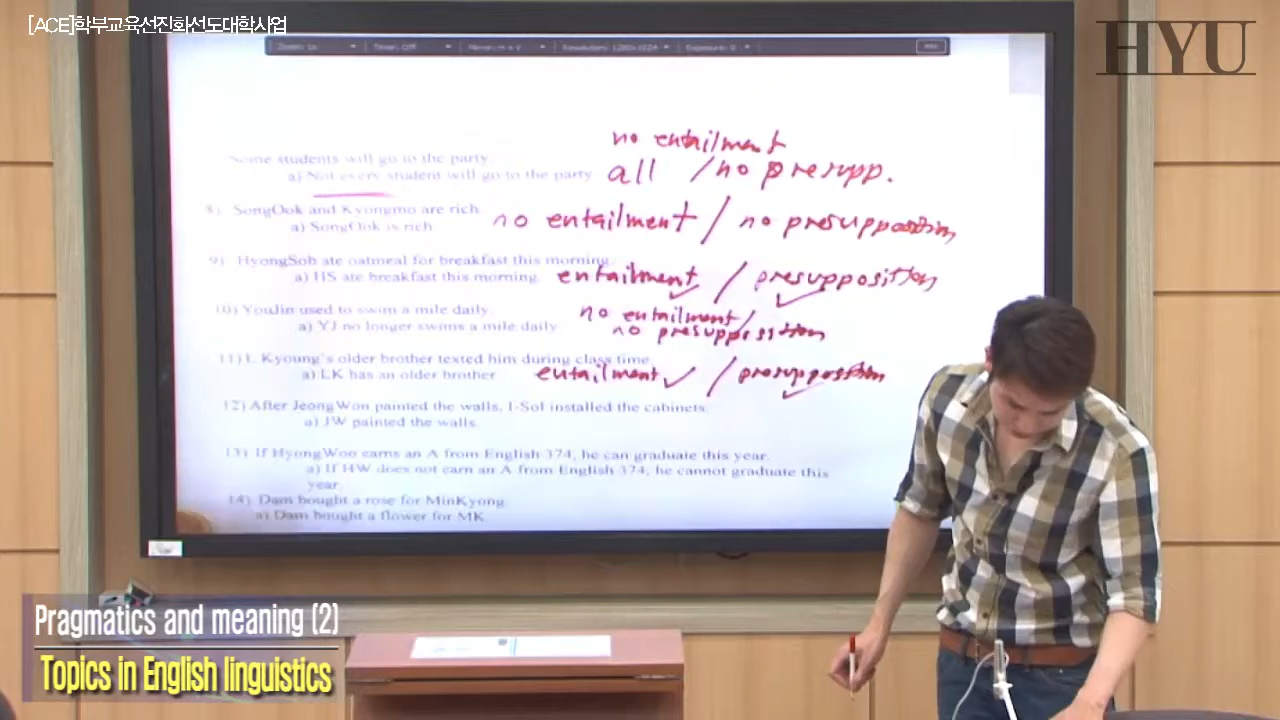 [ACE]학부교육선진화선도대학사업
HYU
no entailment
Some students will go to the party.
a) Not every student will go to the party.
all / no presupp.
8) SongOok and Kyongmo are rich.
a) SongOok is rich.
no entailment / no presupposition
9) HyongSob ate oatmeal for breakfast this morning.
a) HS ate breakfast this morning.
entailment ✓ / presupposition ✓
10) YouJin used to swim a mile daily.
a) YJ no longer swims a mile daily.
no entailment /
no presupposition
11) L Kyoung's older brother texted him during class time.
a) LK has an older brother
entailment ✓ / presupposition ✓
12) After JeongWon painted the walls, I-Sol installed the cabinets.
a) JW painted the walls.
13) If HyongWoo earns an A from English 374, he can graduate this year.
a) If HW does not earn an A from English 374, he cannot graduate this
year.
14) Dam bought a rose for MinKyong.
a) Dam bought a flower for MK.
Pragmatics and meaning (2)
Topics in English linguistics